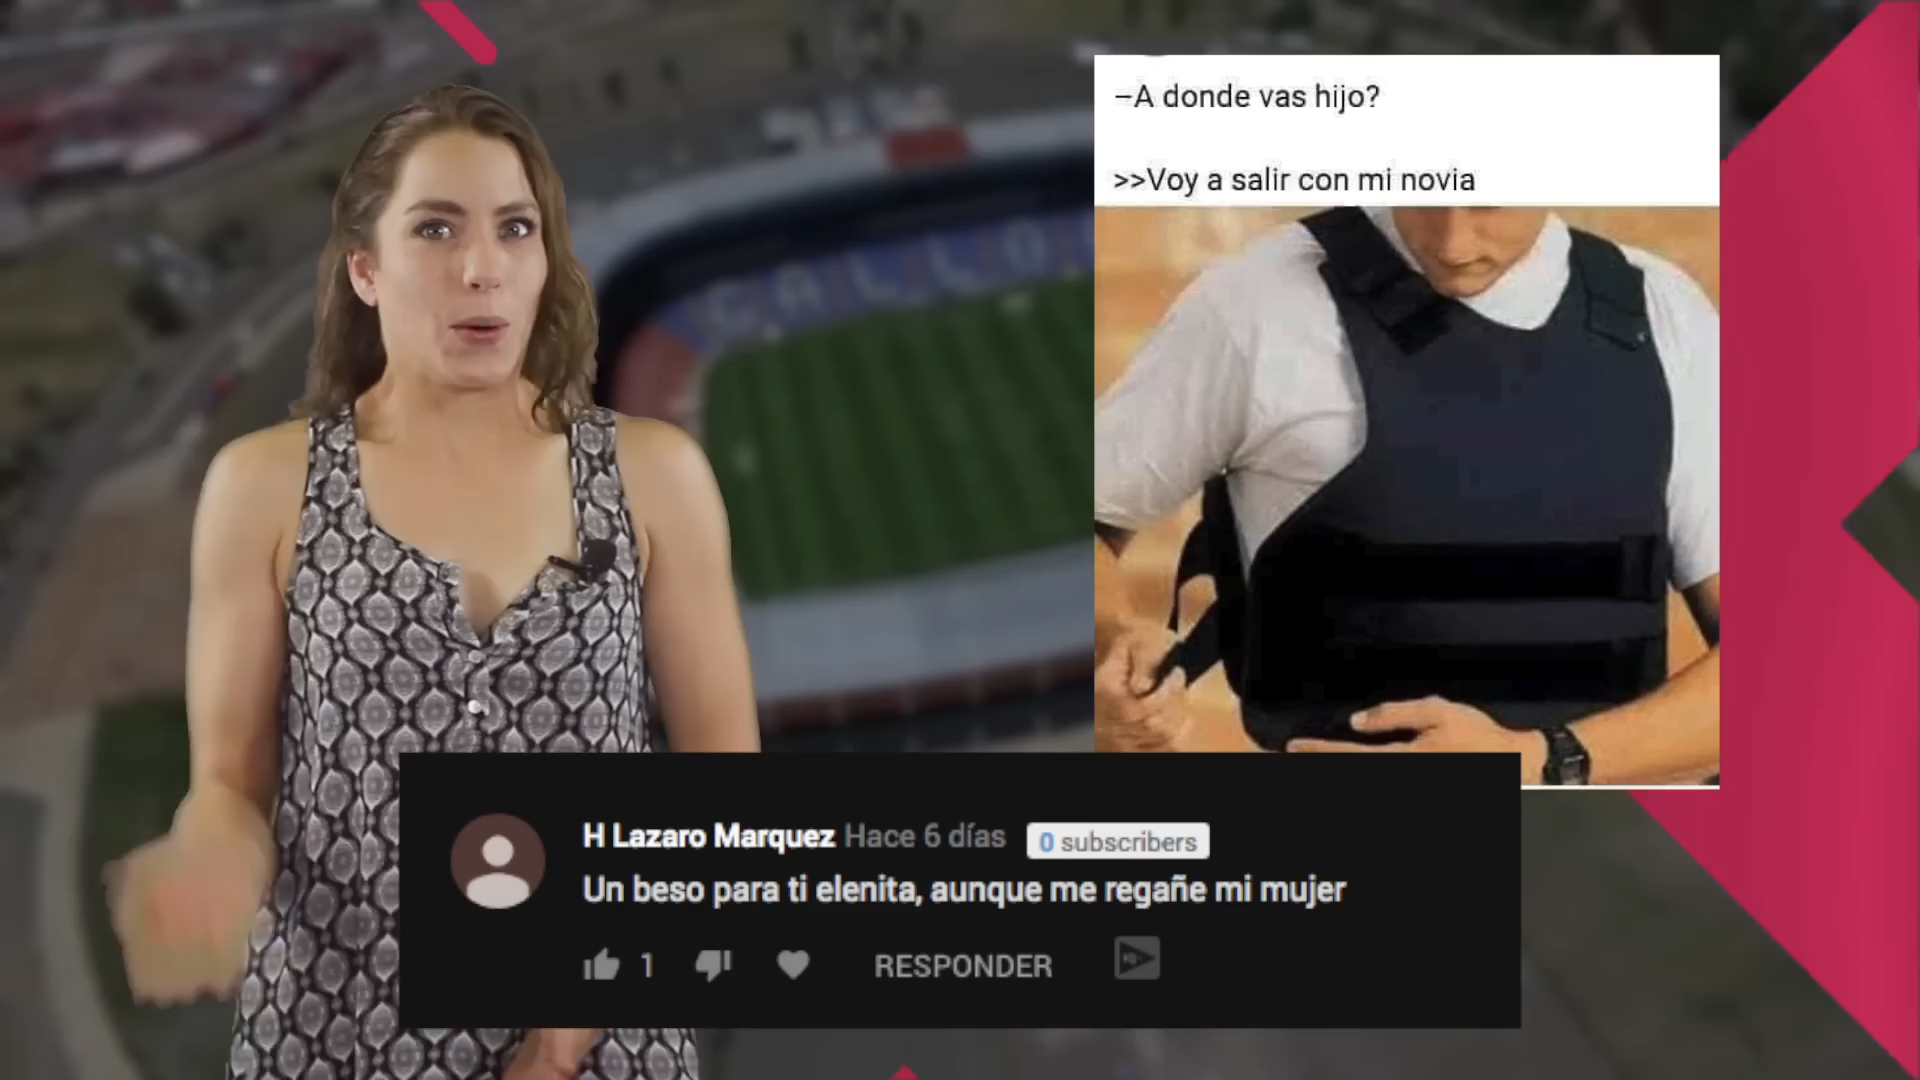 –A donde vas hijo?
>>Voy a salir con mi novia
GALLOS
H Lazaro Marquez Hace 6 días 0 subscribers
Un beso para ti elenita, aunque me regañe mi mujer
1 RESPONDER